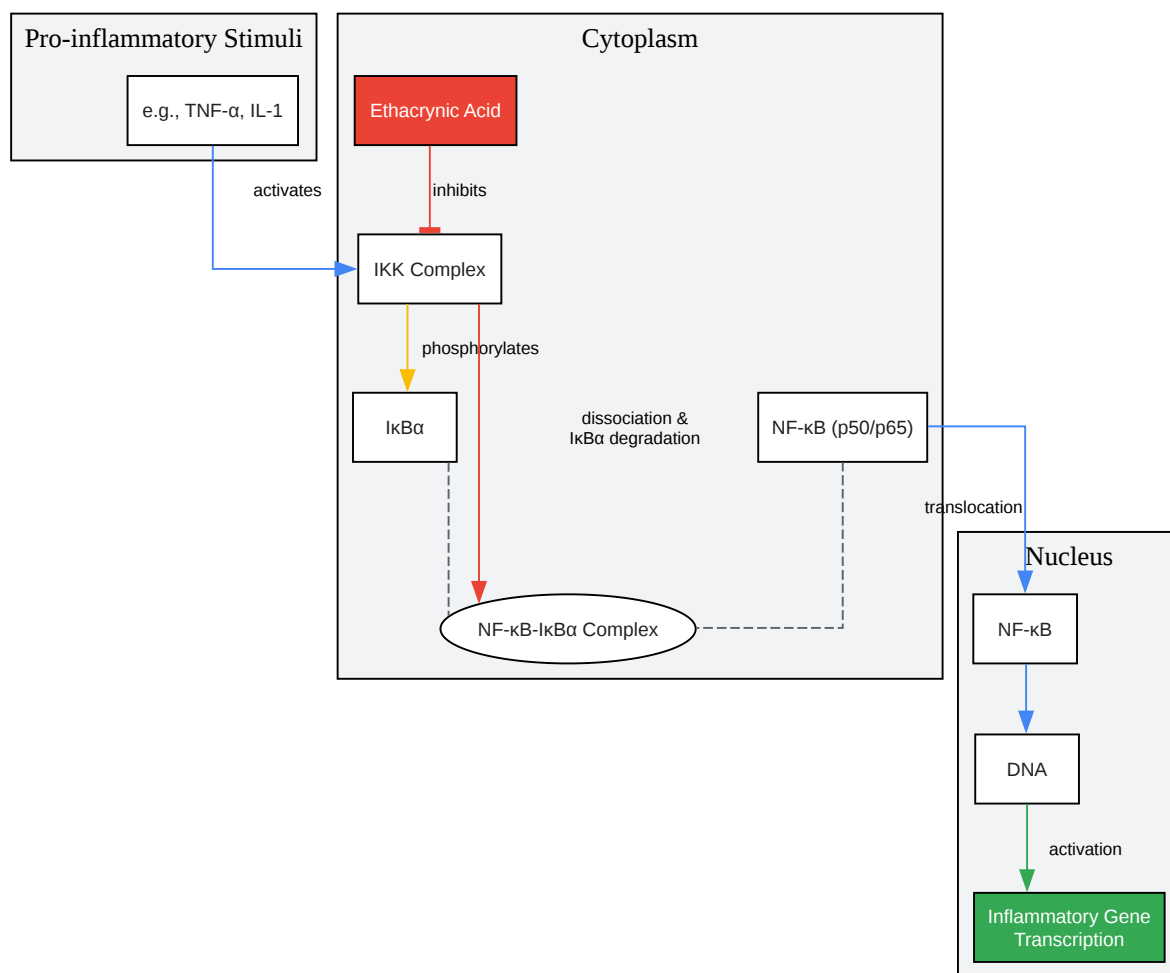 Pro-inflammatory Stimuli
e.g., TNF-α, IL-1
activates
Cytoplasm
Ethacrynic Acid
inhibits
IKK Complex
phosphorylates
IκBα
dissociation &
IκBα degradation
NF-κB (p50/p65)
NF-κB-IκBα Complex
translocation
Nucleus
NF-κB
DNA
activation
Inflammatory Gene
Transcription